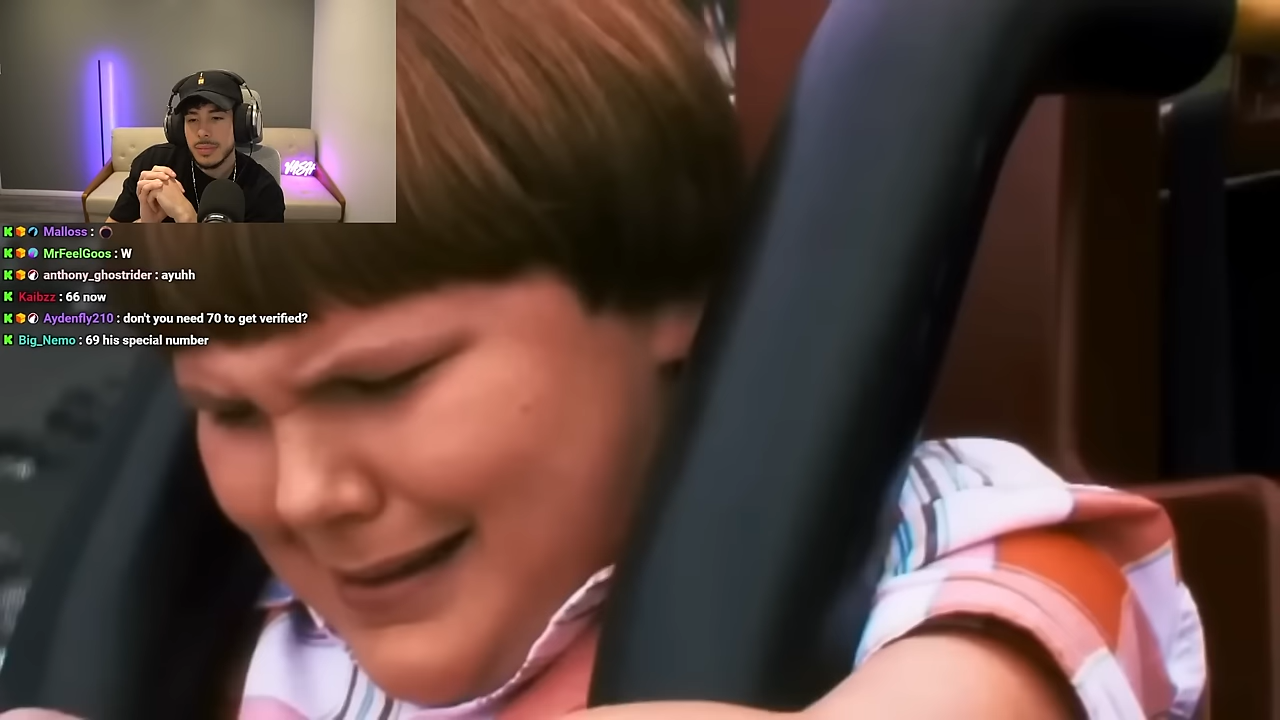 YASH
Malloss :
MrFeelGoos : W
anthony_ghostrider : ayuhh
Kaibzz : 66 now
Aydenfly210 : don't you need 70 to get verified?
Big_Nemo : 69 his special number